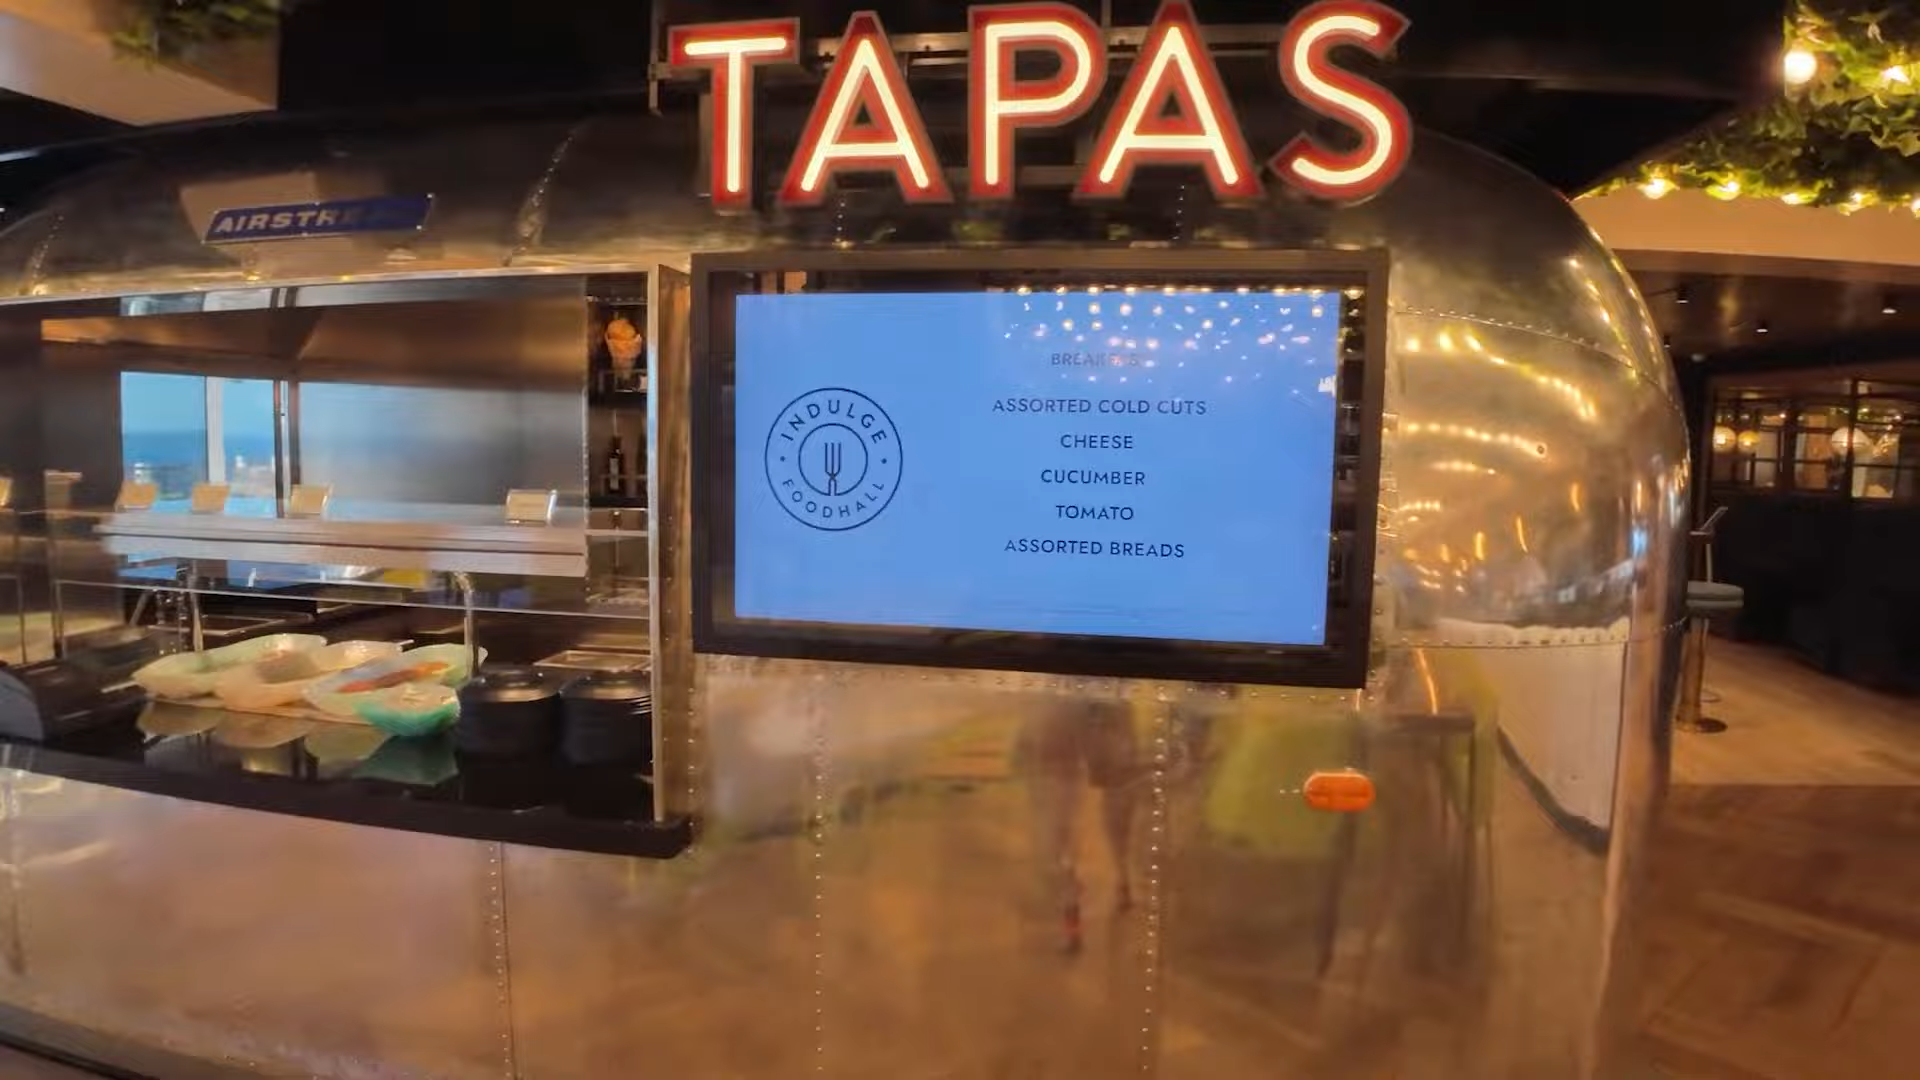 TAPAS
AIRSTREAM
INDULGE
FOODHALL
ASSORTED COLD CUTS
CHEESE
CUCUMBER
TOMATO
ASSORTED BREADS